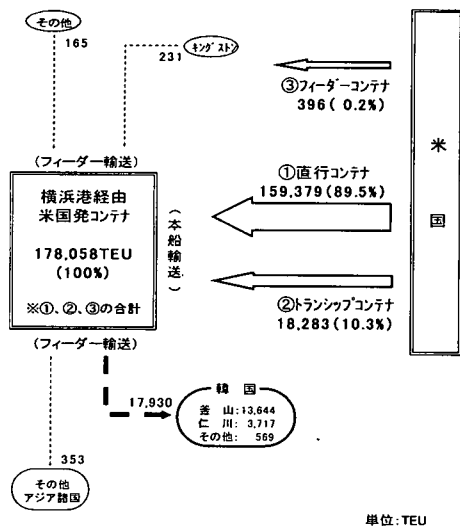 その他
165
231
キングストン
③フィーダーコンテナ
396( 0.2%)
米国
(フィーダー輸送)
①直行コンテナ
159,379(89.5%)
横浜港経由
米国発コンテナ
178,058TEU
(100%)
※①、②、③の合計
(本船輸送)
②トランシップコンテナ
18,283(10.3%)
(フィーダー輸送)
17,930
韓国
釜 山:13,644
仁 川: 3,717
その他: 569
353
その他
アジア諸国
単位:TEU